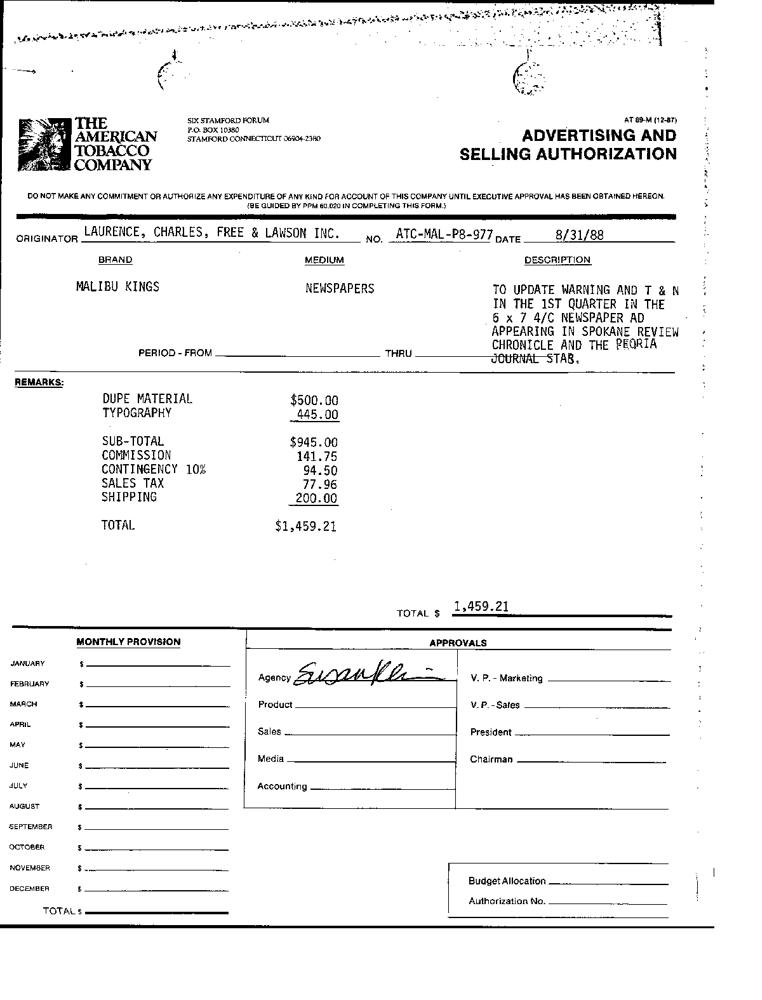 THE
AMERICAN
TOBACCO
COMPANY
SIX STAMFORD FORUM
P.O. BOX 10380
STAMFORD CONNECTICUT 06904-2380
AT 89-M (12-87)
ADVERTISING AND
SELLING AUTHORIZATION
DO NOT MAKE ANY COMMITMENT OR AUTHORIZE ANY EXPENDITURE OF ANY KIND FOR ACCOUNT OF THIS COMPANY UNTIL EXECUTIVE APPROVAL HAS BEEN OBTAINED HEREON.
(BE GUIDED BY PPM 60.020 IN COMPLETING THIS FORM.)
ORIGINATOR LAURENCE, CHARLES, FREE & LAWSON INC. NO. ATC-MAL-P8-977 DATE 8/31/88
BRAND MEDIUM DESCRIPTION
MALIBU KINGS NEWSPAPERS TO UPDATE WARNING AND T & N
IN THE 1ST QUARTER IN THE
6 x 7 4/C NEWSPAPER AD
APPEARING IN SPOKANE REVIEW
CHRONICLE AND THE PEORIA
JOURNAL STAB.
PERIOD - FROM THRU
REMARKS:
DUPE MATERIAL $500.00
TYPOGRAPHY 445.00
SUB-TOTAL $945.00
COMMISSION 141.75
CONTINGENCY 10% 94.50
SALES TAX 77.96
SHIPPING 200.00
TOTAL $1,459.21
TOTAL $ 1,459.21
MONTHLY PROVISION APPROVALS
JANUARY $
FEBRUARY $
MARCH $
APRIL $
MAY $
JUNE $
JULY $
AUGUST $
SEPTEMBER $
OCTOBER $
NOVEMBER $
DECEMBER $
TOTAL $
Agency
Product
Sales
Media
Accounting
V. P. - Marketing
V. P. - Sales
President
Chairman
Budget Allocation
Authorization No.